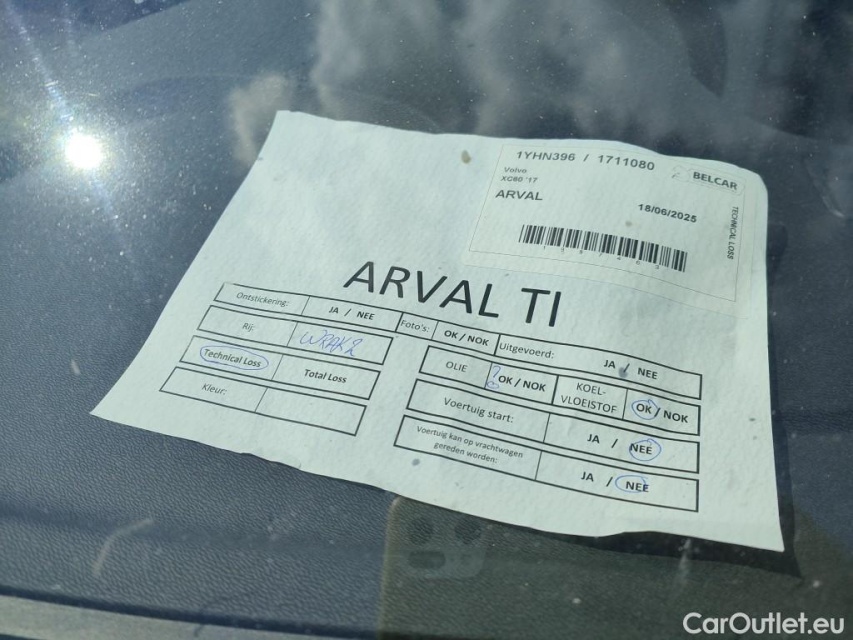 1YHN396 / 1711080 BELCAR
Volvo
XC60 '17
ARVAL
18/06/2025
TECHNICAL LOSS
ARVAL TI
Ontstickering: JA / NEE Foto's: OK / NOK Uitgevoerd: JA / NEE
Rij: WRAK2
Technical Loss Total Loss
Kleur:
OLIE ? OK / NOK KOEL-VLOEISTOF OK / NOK
Voertuig start: JA / NEE
Voertuig kan op vrachtwagen
gereden worden: JA / NEE
CarOutlet.eu